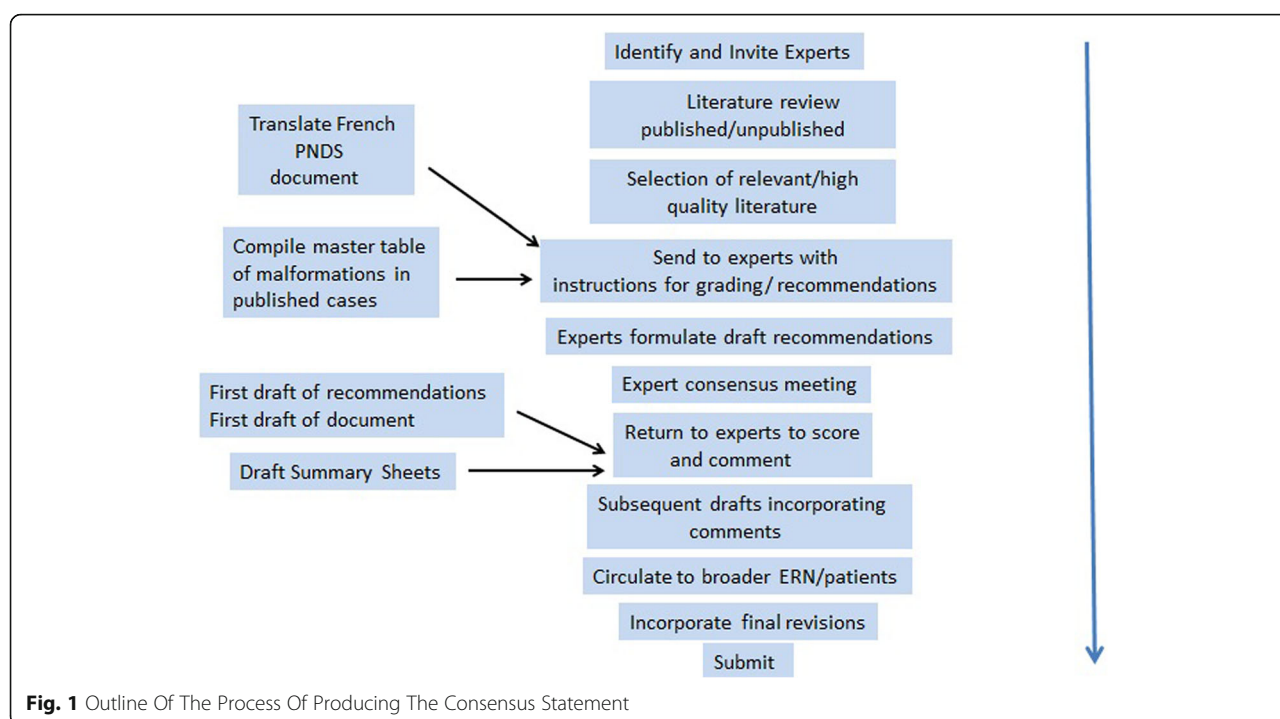 Identify and Invite Experts
Literature review
published/unpublished
Translate French
PNDS
document
Selection of relevant/high
quality literature
Compile master table
of malformations in
published cases
Send to experts with
instructions for grading/recommendations
Experts formulate draft recommendations
Expert consensus meeting
First draft of recommendations
First draft of document
Return to experts to score
and comment
Draft Summary Sheets
Subsequent drafts incorporating
comments
Circulate to broader ERN/patients
Incorporate final revisions
Submit
Fig. 1 Outline Of The Process Of Producing The Consensus Statement